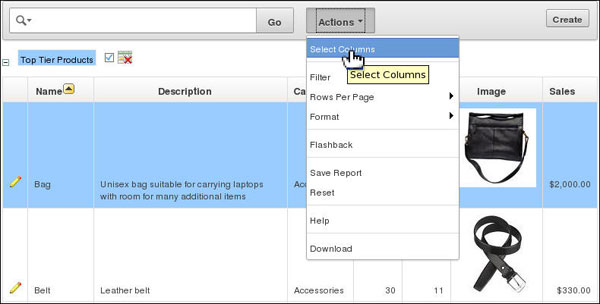 Go
Actions
Create
Select Columns
Top Tier Products
Select Columns
Filter
Rows Per Page
Format
Flashback
Save Report
Reset
Help
Download
Name
Description
Image
Sales
Bag
Unisex bag suitable for carrying laptops
with room for many additional items
$2,000.00
Belt
Leather belt
Accessories
30
11
$330.00